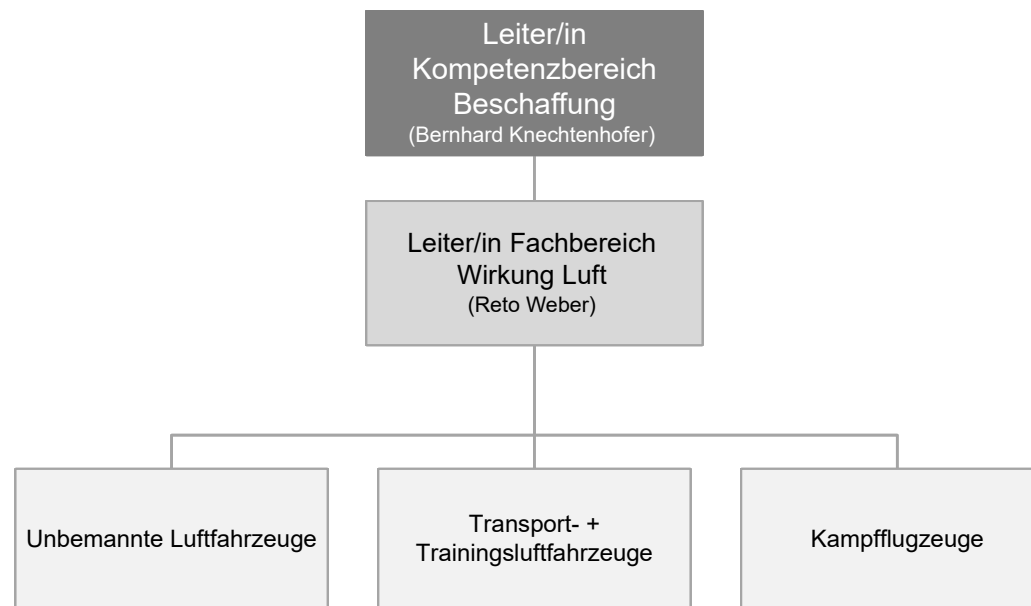 Leiter/in
Kompetenzbereich
Beschaffung
(Bernhard Knechtenhofer)
Leiter/in Fachbereich
Wirkung Luft
(Reto Weber)
Unbemannte Luftfahrzeuge
Transport- +
Trainingsluftfahrzeuge
Kampfflugzeuge